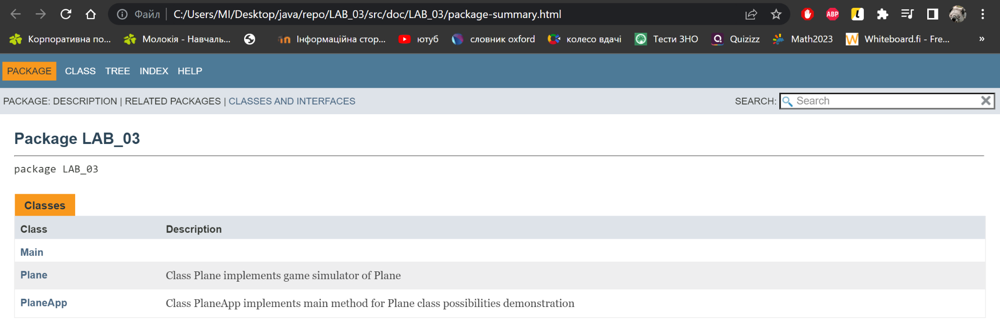 Файл C:/Users/MI/Desktop/java/repo/LAB_03/src/doc/LAB_03/package-summary.html ABP
Корпоративна по... Молокія - Навчаль... Інформаційна стор... ютуб словник oxford колесо вдачі Тести ЗНО Quizizz Math2023 Whiteboard.fi - Fre... »
PACKAGE CLASS TREE INDEX HELP
PACKAGE: DESCRIPTION | RELATED PACKAGES | CLASSES AND INTERFACES SEARCH: Search
Package LAB_03
package LAB_03
Classes
Class Description
Main
Plane Class Plane implements game simulator of Plane
PlaneApp Class PlaneApp implements main method for Plane class possibilities demonstration